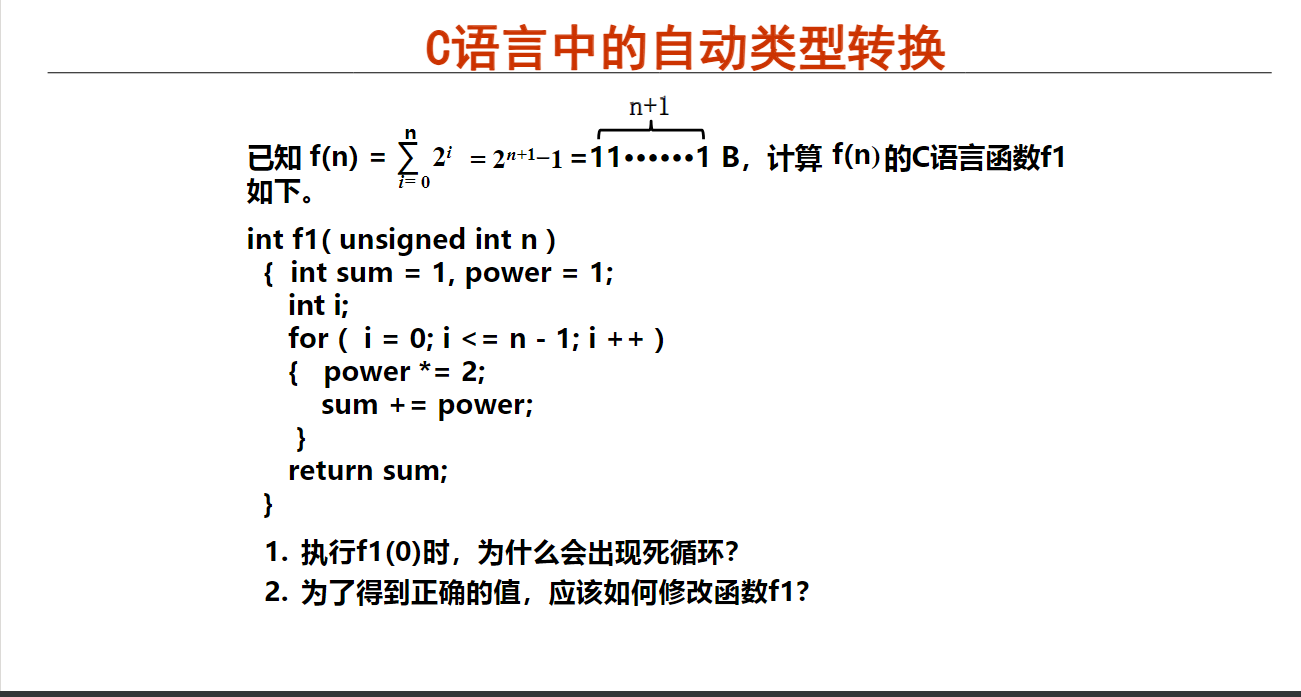 C语言中的自动类型转换
n+1
已知 f(n) = n ∑ i= 0 2^i = 2^{n+1}−1 =11••••••1 B，计算 f(n)的C语言函数f1
如下。
int f1( unsigned int n )
{ int sum = 1, power = 1;
int i;
for ( i = 0; i <= n - 1; i ++ )
{ power *= 2;
sum += power;
}
return sum;
}
1. 执行f1(0)时，为什么会出现死循环？
2. 为了得到正确的值，应该如何修改函数f1？